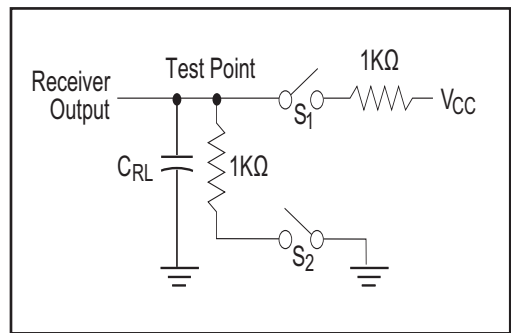 Receiver
Output
Test Point
1KΩ
S1
VCC
CRL
1KΩ
S2